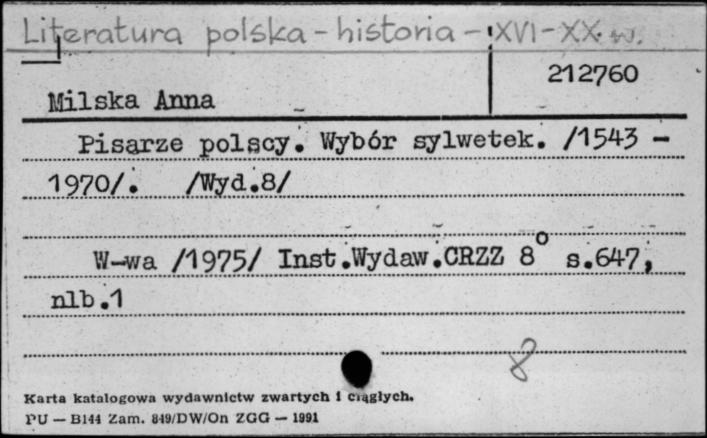 Literatura polska - historia - XVI - XX w.
212760
Milska Anna
Pisarze polscy. Wybór sylwetek. /1543 -
1970/. /Wyd.8/
W-wa /1975/ Inst.Wydaw.CRZZ 8° s.647,
nlb.1
8
Karta katalogowa wydawnictw zwartych i ciągłych.
PU — B144 Zam. 849/DW/On ZGG — 1991